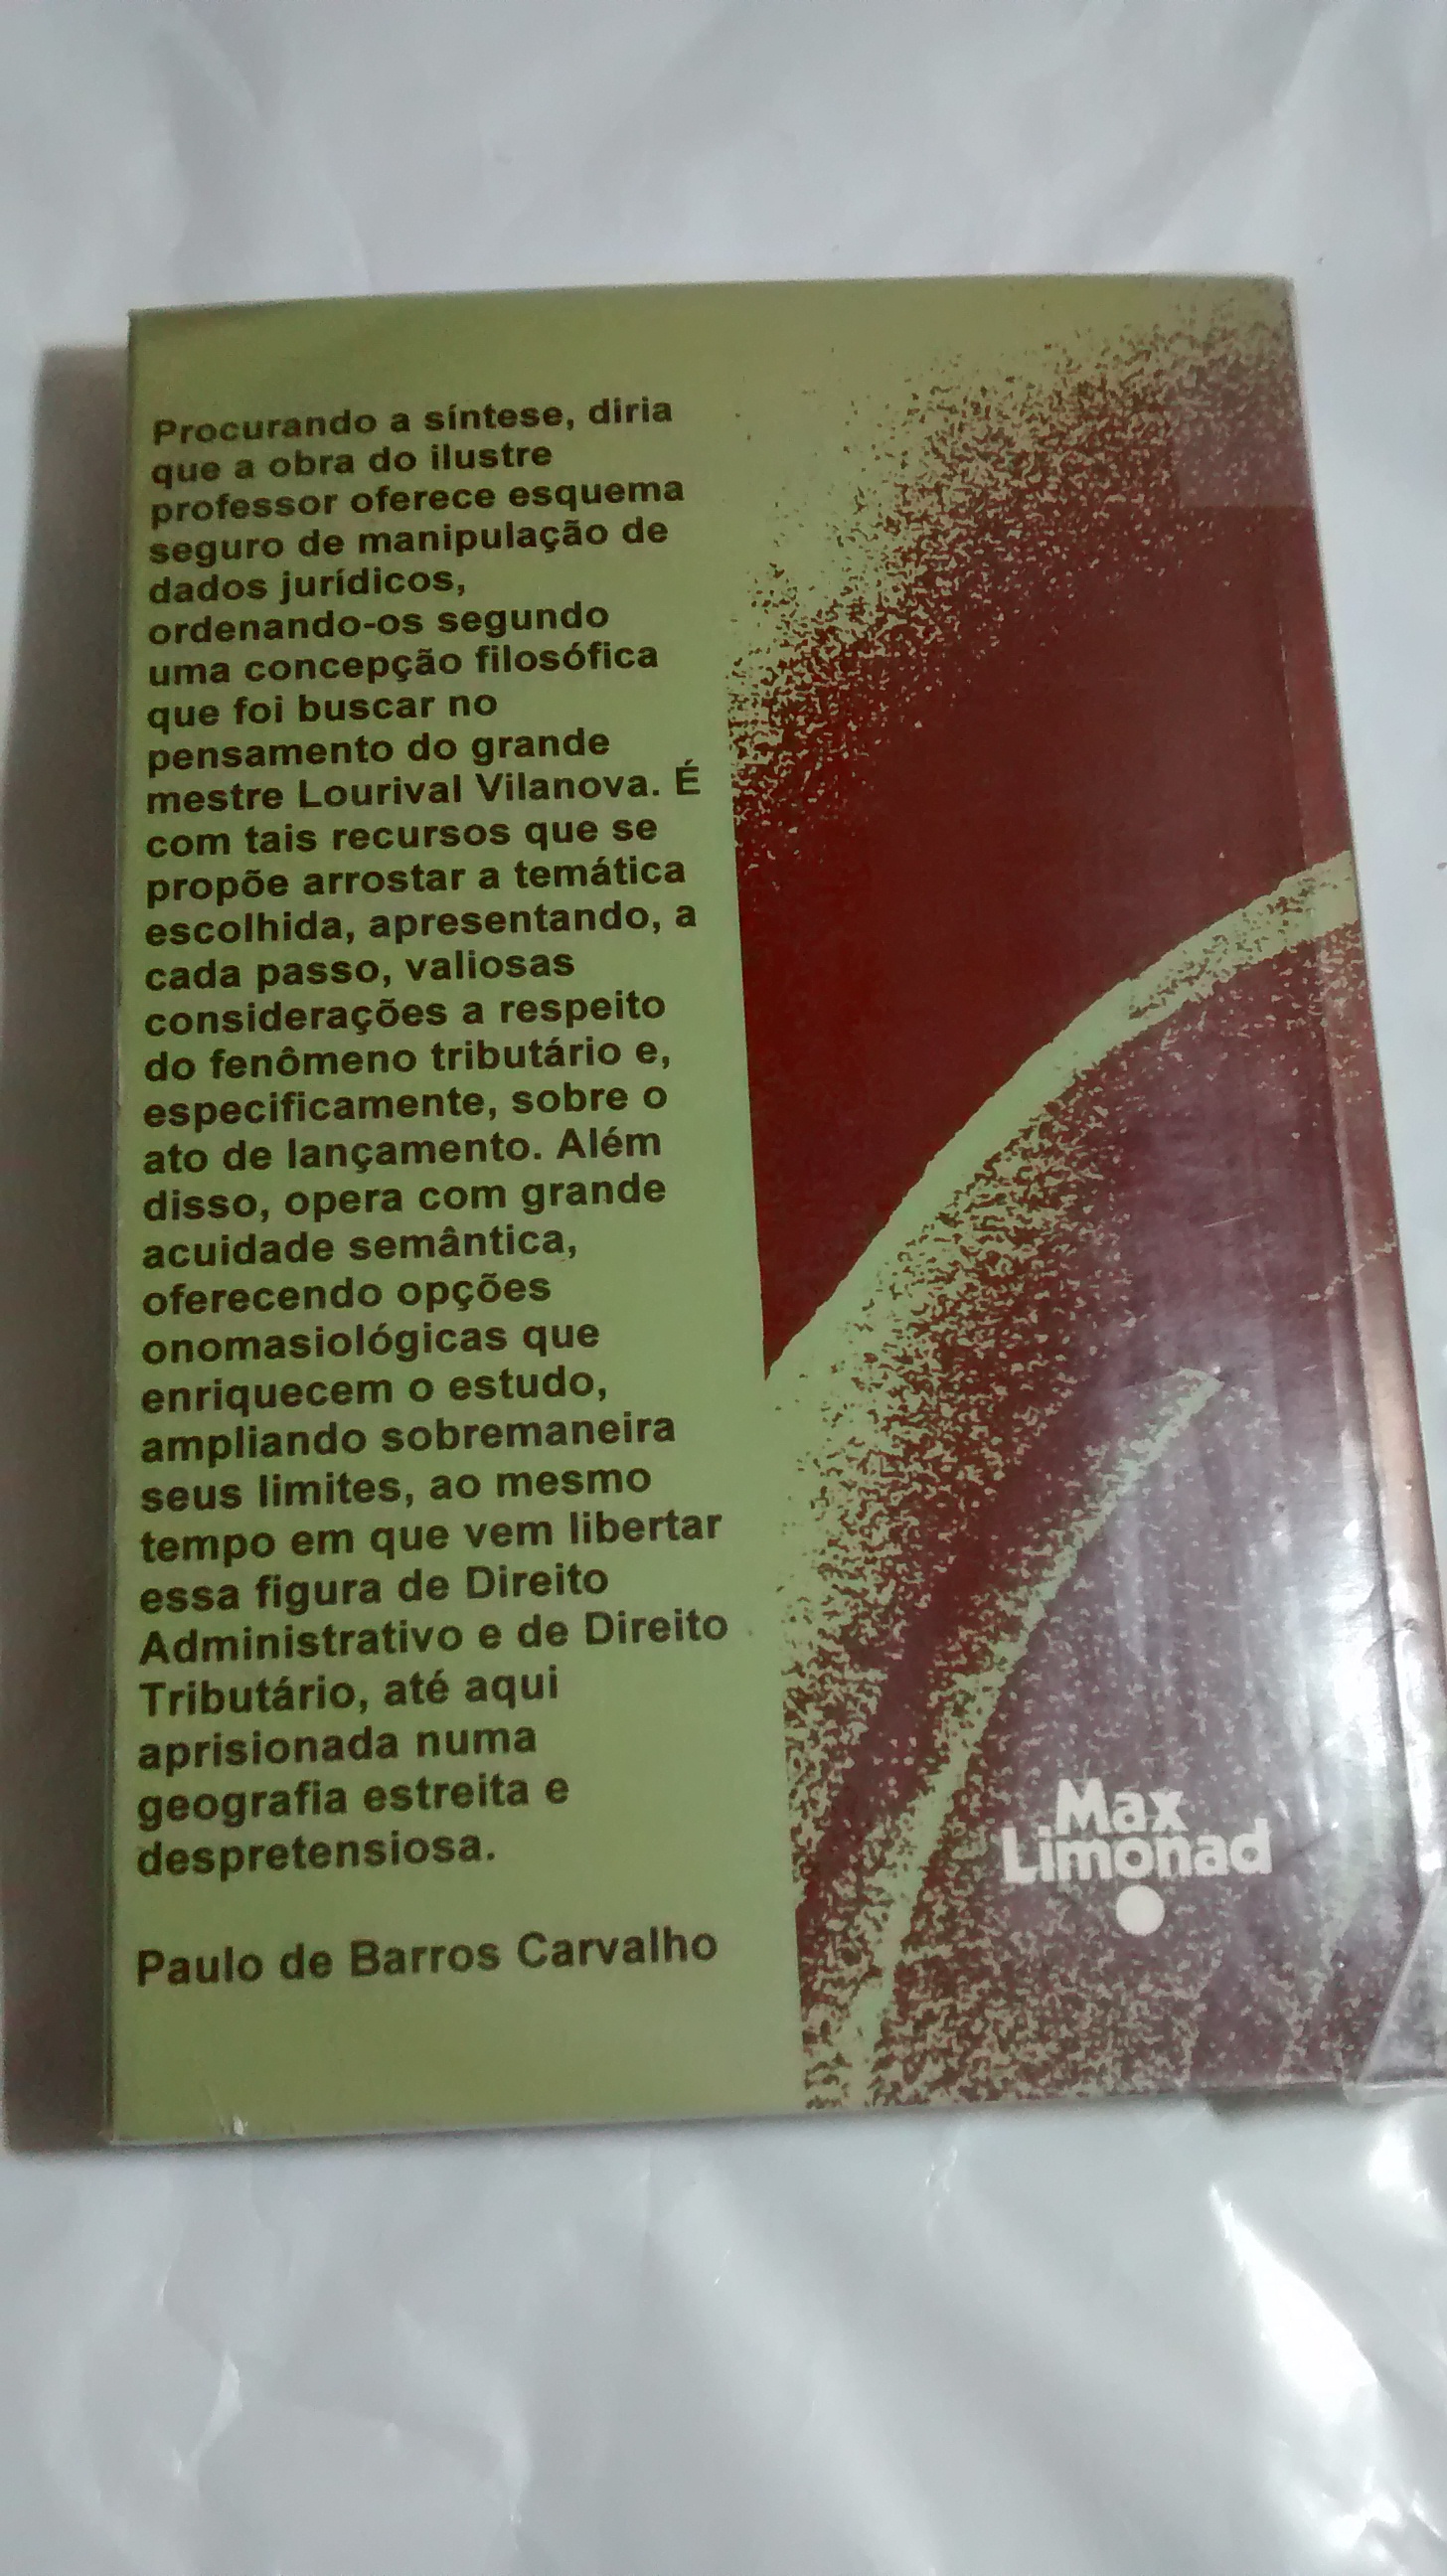 Procurando a síntese, diria
que a obra do ilustre
professor oferece esquema
seguro de manipulação de
dados jurídicos,
ordenando-os segundo
uma concepção filosófica
que foi buscar no
pensamento do grande
mestre Lourival Vilanova. É
com tais recursos que se
propõe arrostar a temática
escolhida, apresentando, a
cada passo, valiosas
considerações a respeito
do fenômeno tributário e,
especificamente, sobre o
ato de lançamento. Além
disso, opera com grande
acuidade semântica,
oferecendo opções
onomasiológicas que
enriquecem o estudo,
ampliando sobremaneira
seus limites, ao mesmo
tempo em que vem libertar
essa figura de Direito
Administrativo e de Direito
Tributário, até aqui
aprisionada numa
geografia estreita e
despretensiosa.
Paulo de Barros Carvalho
Max
Limonad